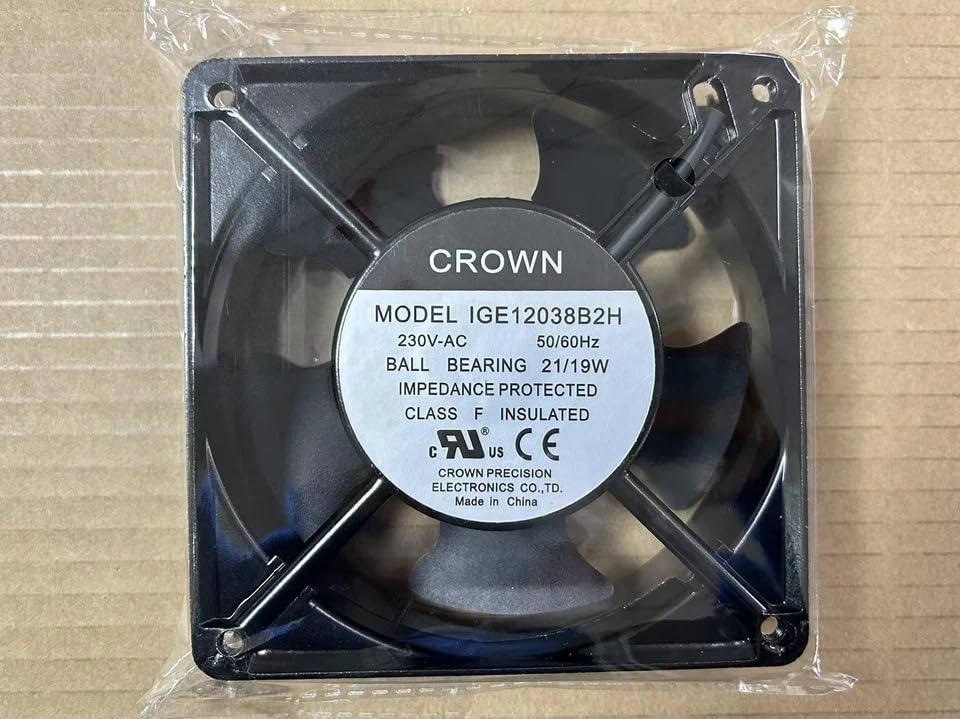 CROWN
MODEL IGE12038B2H
230V-AC 50/60Hz
BALL BEARING 21/19W
IMPEDANCE PROTECTED
CLASS F INSULATED
c RU® US CE
CROWN PRECISION
ELECTRONICS CO.,TD.
Made in China